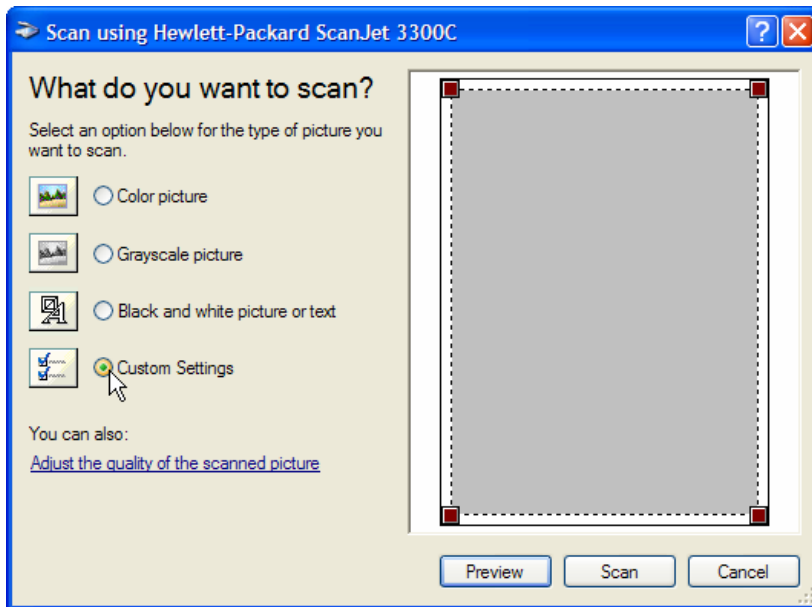 Scan using Hewlett-Packard ScanJet 3300C
What do you want to scan?
Select an option below for the type of picture you
want to scan.
Color picture
Grayscale picture
Black and white picture or text
Custom Settings
You can also:
Adjust the quality of the scanned picture
Preview
Scan
Cancel